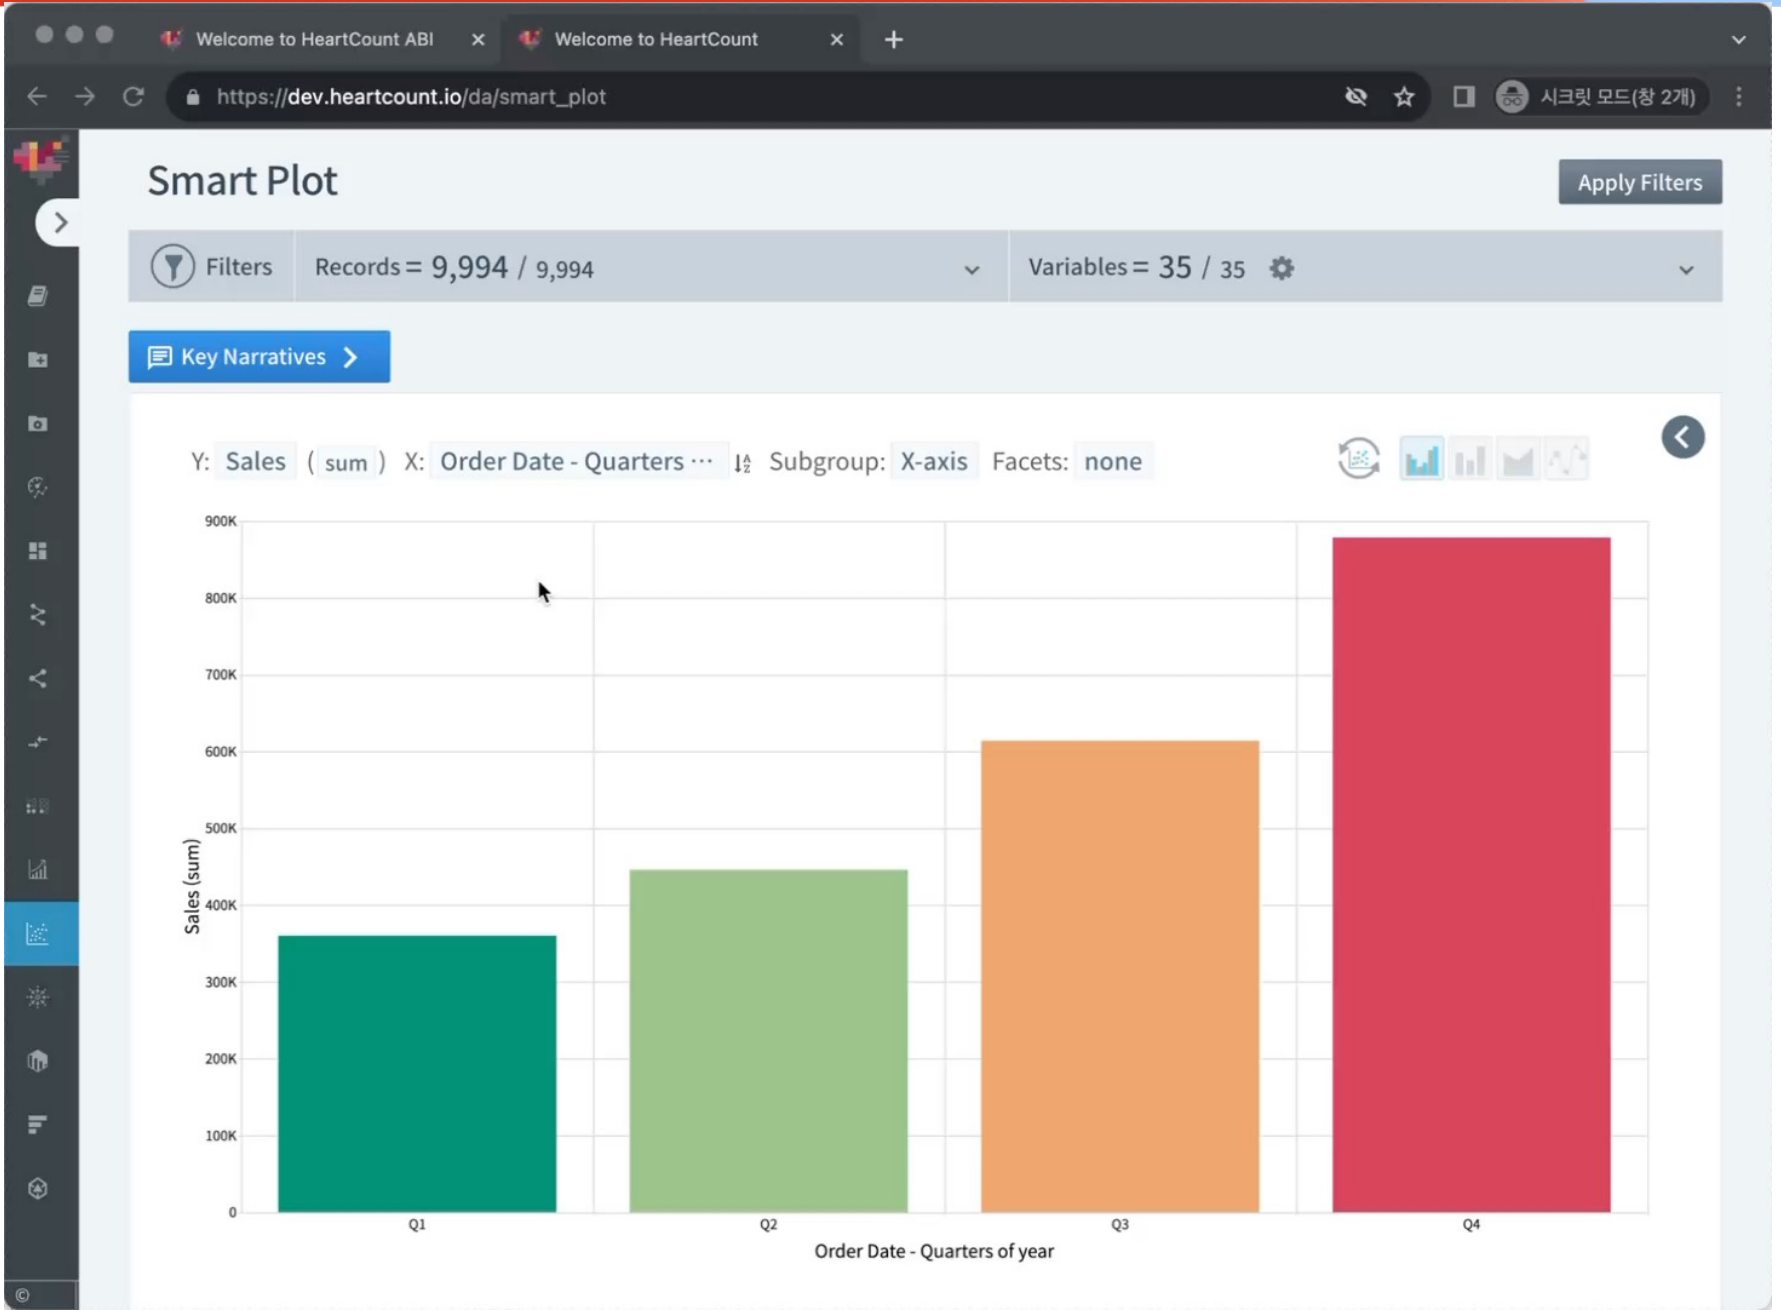 Welcome to HeartCount ABI
Welcome to HeartCount
https://dev.heartcount.io/da/smart_plot
시크릿 모드(창 2개)
Smart Plot
Apply Filters
Filters Records = 9,994 / 9,994 Variables = 35 / 35
Key Narratives
Y: Sales ( sum ) X: Order Date - Quarters ··· Subgroup: X-axis Facets: none
900K
800K
700K
600K
500K
400K
300K
200K
100K
0
Sales (sum)
Q1 Q2 Q3 Q4
Order Date - Quarters of year
©